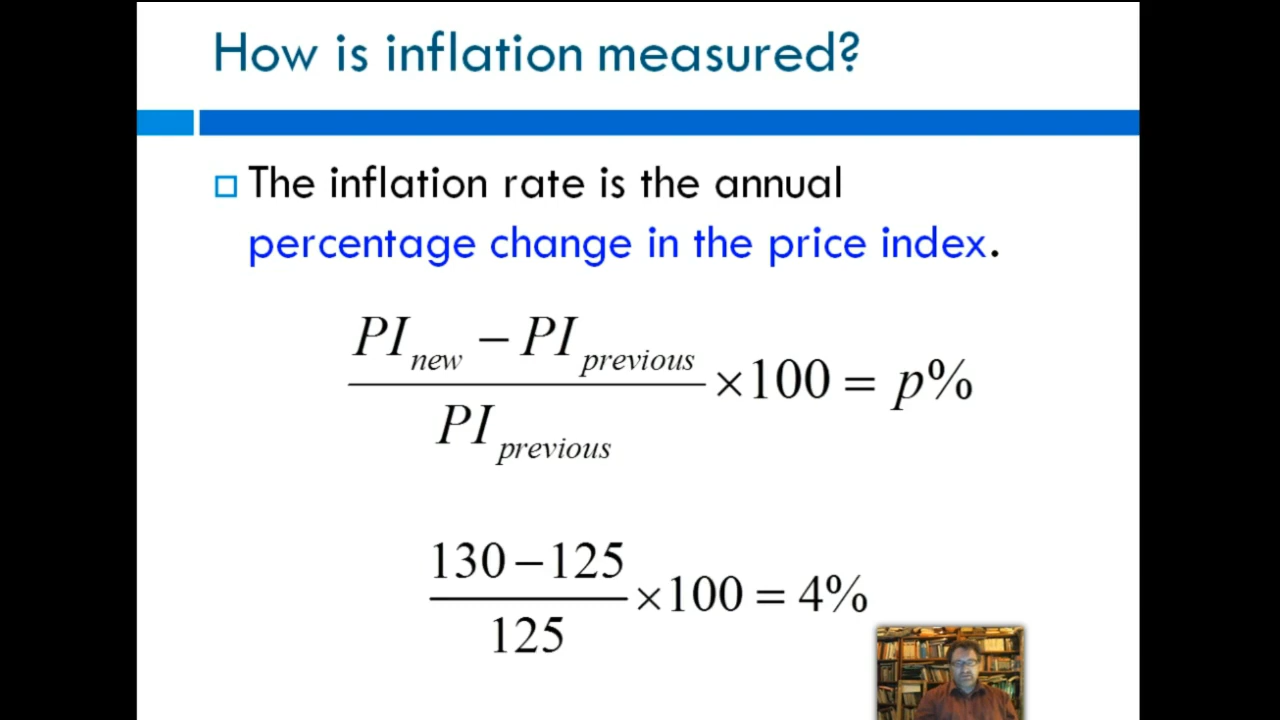 How is inflation measured?
The inflation rate is the annual
percentage change in the price index.
PI_new − PI_previous
PI_previous
×100 = p%
130 − 125
125
×100 = 4%